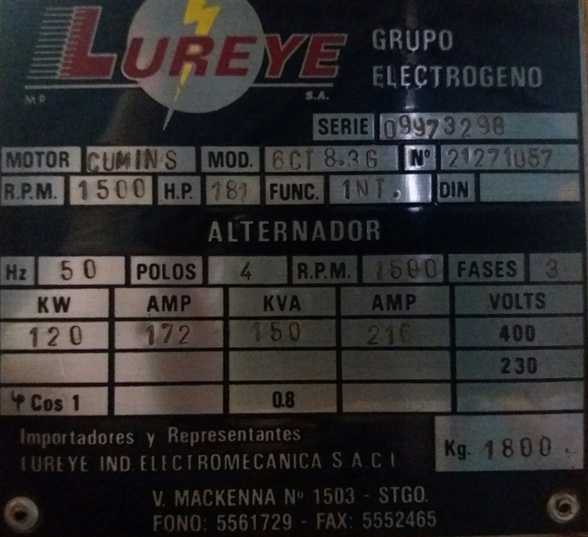 LUREYE
S.A.
M.R.
GRUPO
ELECTROGENO
SERIE 09973298
MOTOR CUMINS MOD. 6CT 8.3G Nº 21271057
R.P.M. 1500 H.P. 181 FUNC. INT. DIN
ALTERNADOR
Hz 50 POLOS 4 R.P.M. 1500 FASES 3
KW AMP KVA AMP VOLTS
120 172 150 216 400
230
φ Cos 1 0.8
Importadores y Representantes
LUREYE IND. ELECTROMECANICA S.A.C.I.
Kg. 1800.
V. MACKENNA Nº 1503 - STGO.
FONO: 5561729 - FAX: 5552465